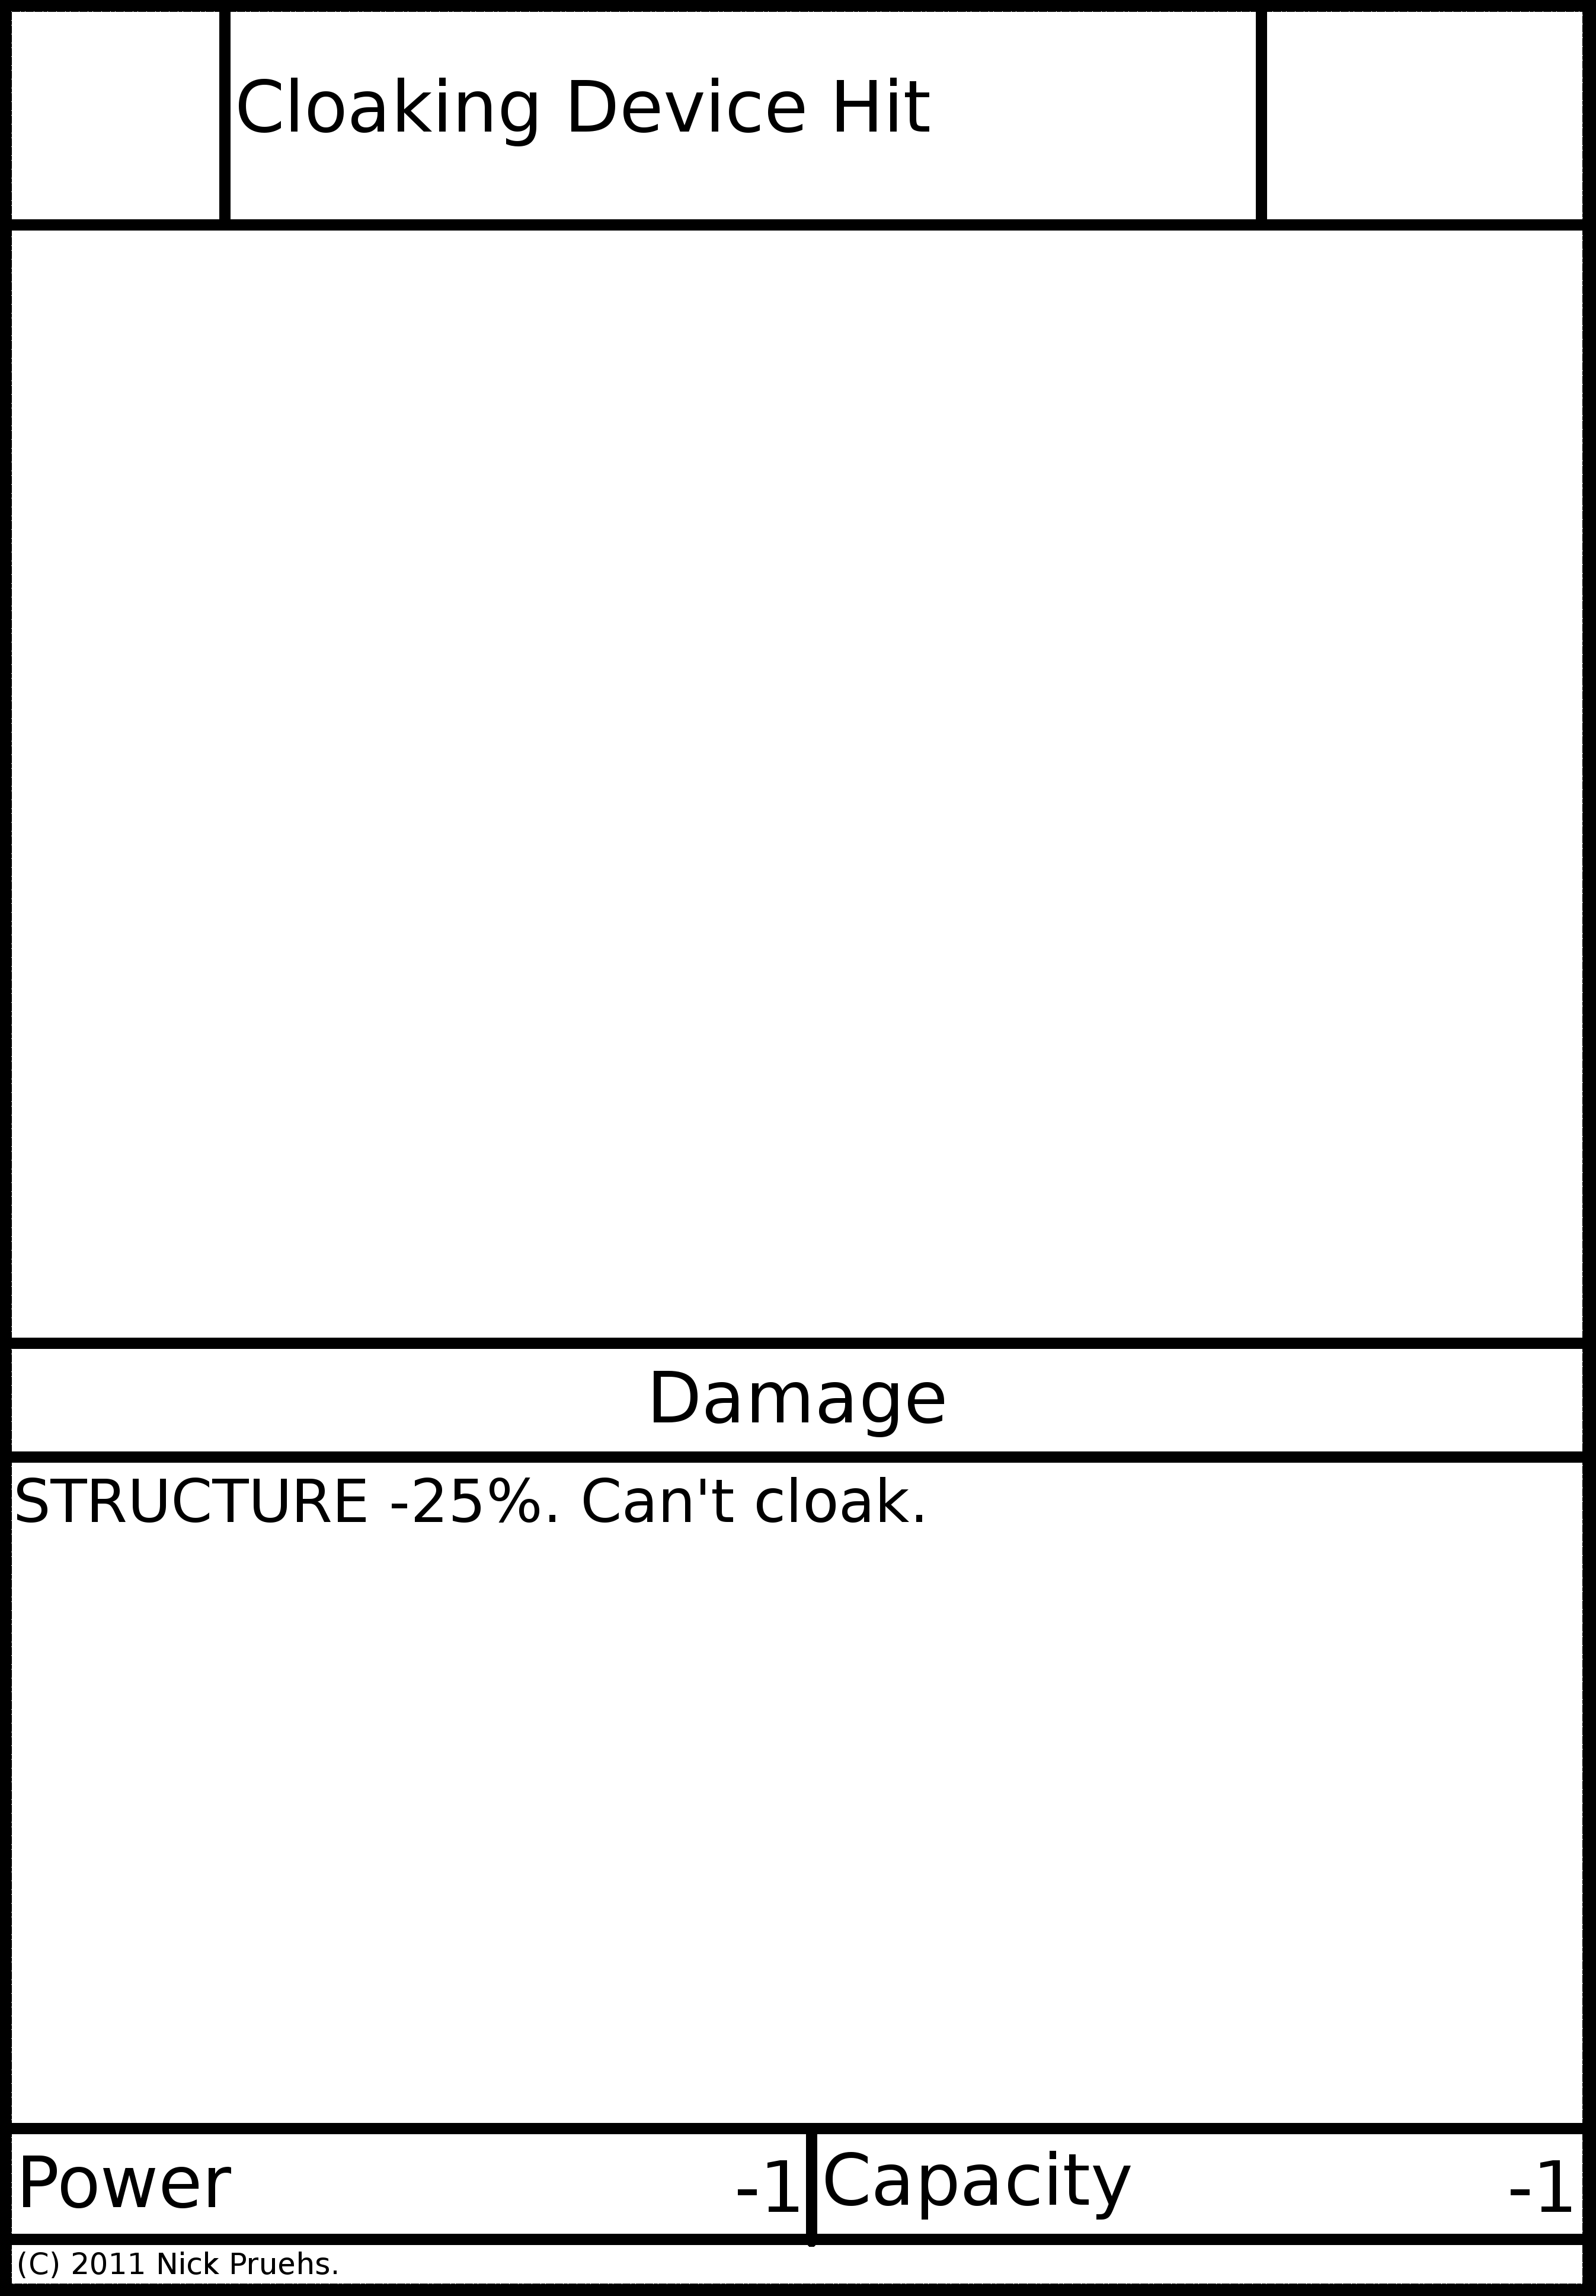 Cloaking Device Hit
Damage
STRUCTURE -25%. Can't cloak.
Power -1 Capacity -1
(C) 2011 Nick Pruehs.